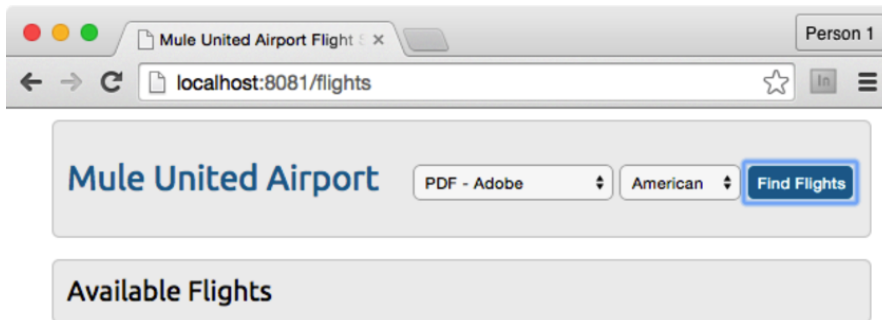 Mule United Airport Flight S
Person 1
localhost:8081/flights
In
Mule United Airport
PDF - Adobe
American
Find Flights
Available Flights